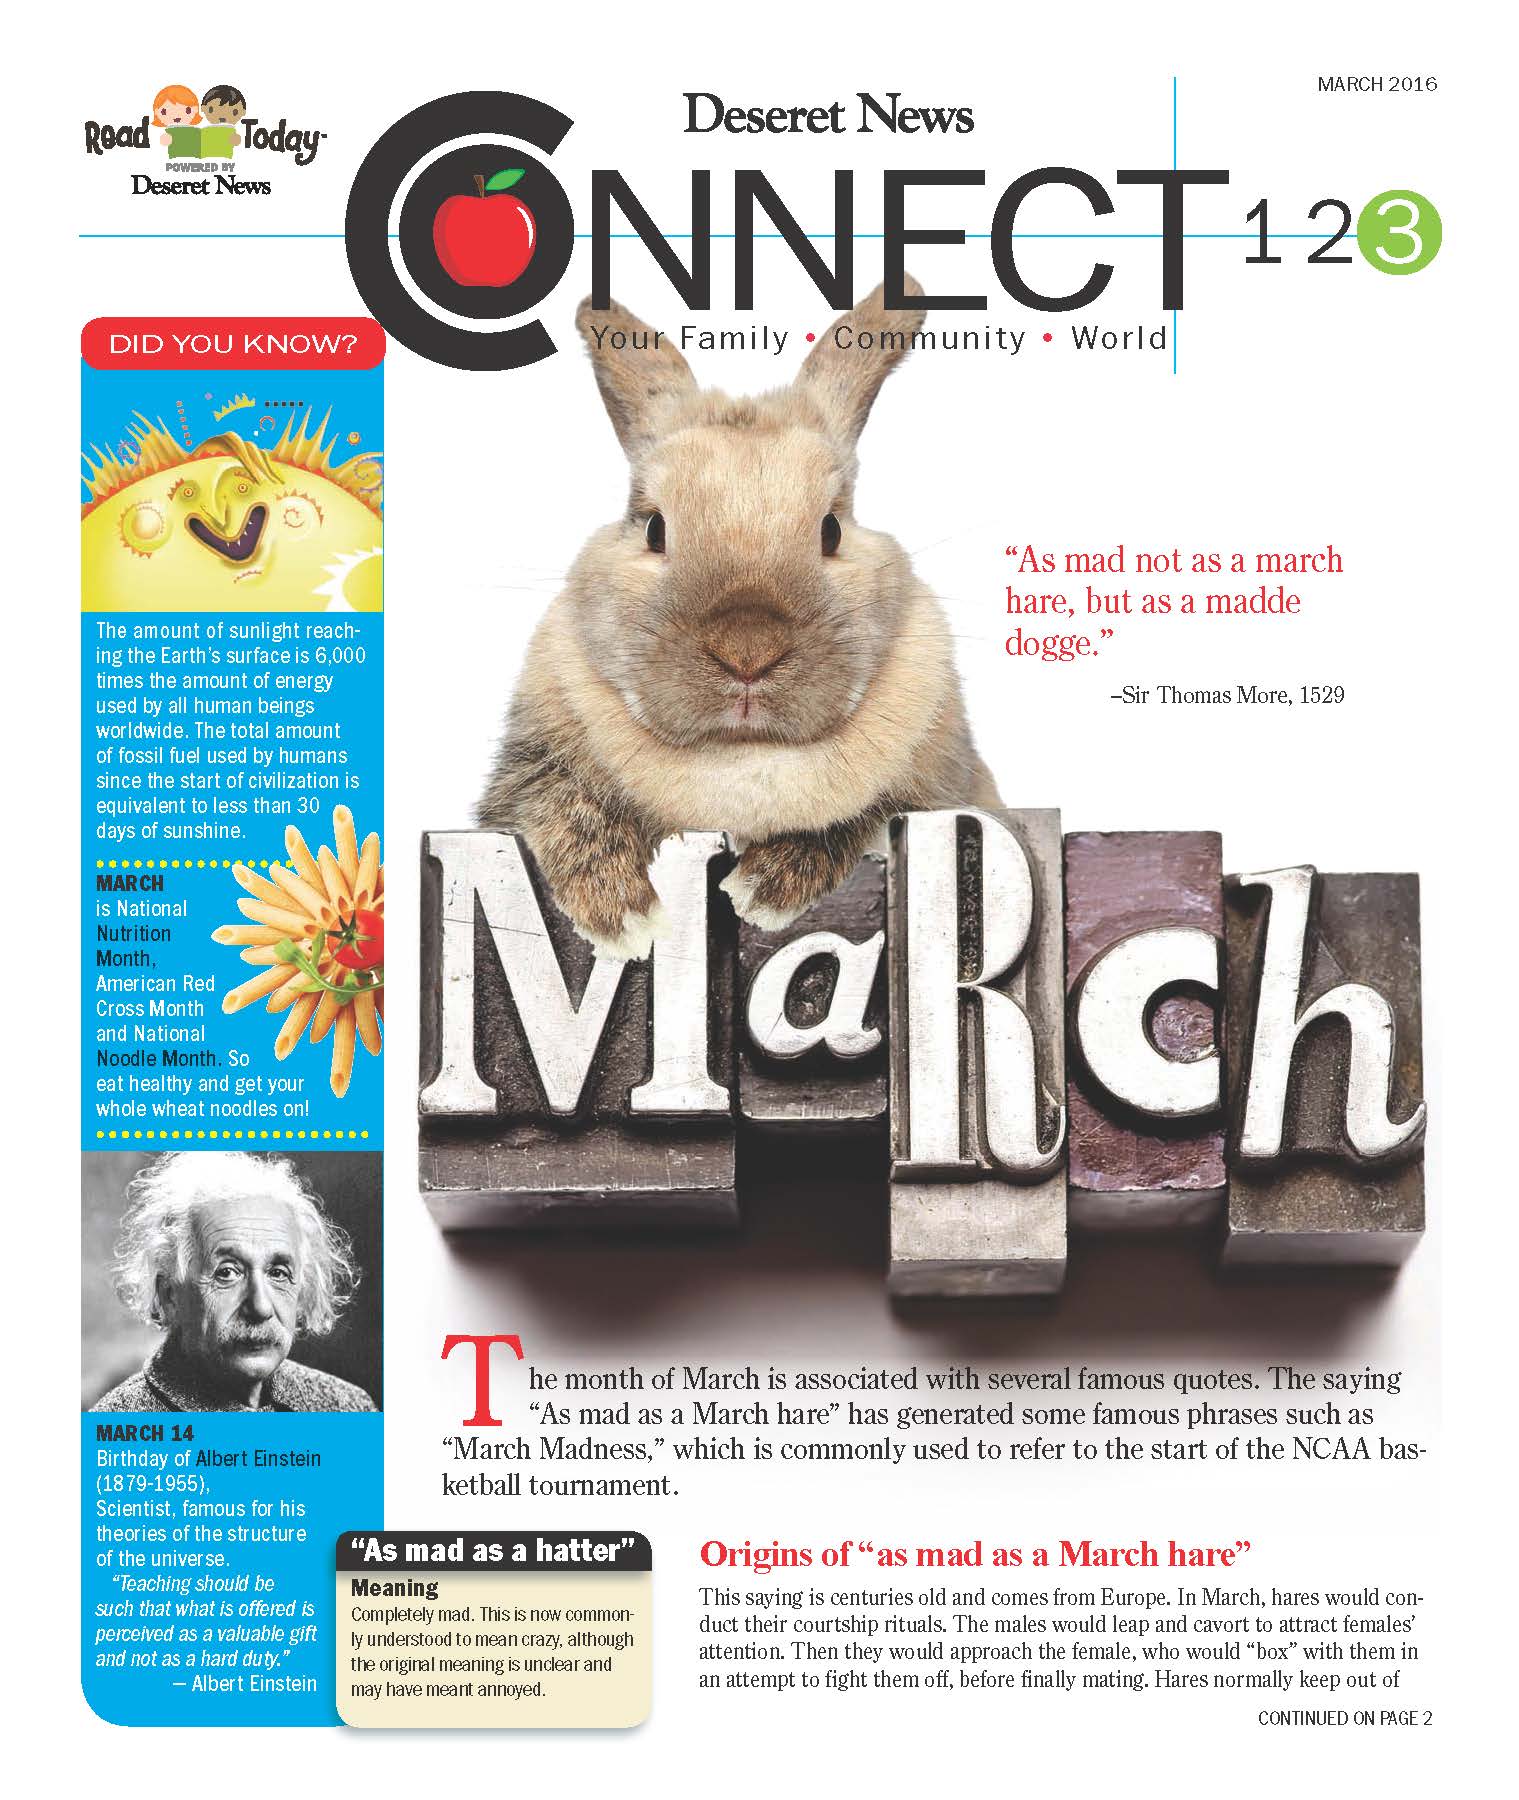 MARCH 2016
Read Today
POWERED BY
Deseret News
Deseret News
CONNECT 1 2 3
Your Family • Community • World
DID YOU KNOW?
The amount of sunlight reach-
ing the Earth's surface is 6,000
times the amount of energy
used by all human beings
worldwide. The total amount
of fossil fuel used by humans
since the start of civilization is
equivalent to less than 30
days of sunshine.
MARCH
is National
Nutrition
Month,
American Red
Cross Month
and National
Noodle Month. So
eat healthy and get your
whole wheat noodles on!
MARCH 14
Birthday of Albert Einstein
(1879-1955),
Scientist, famous for his
theories of the structure
of the universe.
“Teaching should be
such that what is offered is
perceived as a valuable gift
and not as a hard duty.”
— Albert Einstein
“As mad not as a march
hare, but as a madde
dogge.”
–Sir Thomas More, 1529
MaRch
The month of March is associated with several famous quotes. The saying
“As mad as a March hare” has generated some famous phrases such as
“March Madness,” which is commonly used to refer to the start of the NCAA bas-
ketball tournament.
“As mad as a hatter”
Meaning
Completely mad. This is now common-
ly understood to mean crazy, although
the original meaning is unclear and
may have meant annoyed.
Origins of “as mad as a March hare”
This saying is centuries old and comes from Europe. In March, hares would con-
duct their courtship rituals. The males would leap and cavort to attract females’
attention. Then they would approach the female, who would “box” with them in
an attempt to fight them off, before finally mating. Hares normally keep out of
CONTINUED ON PAGE 2